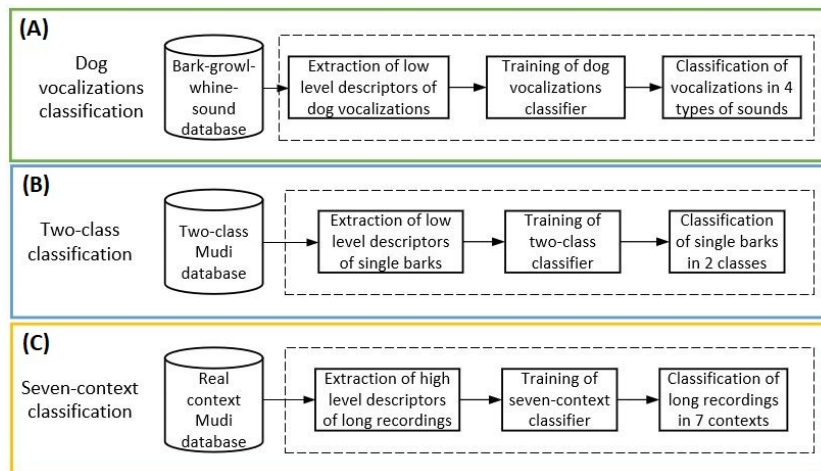 (A)
Dog
vocalizations
classification
Bark-growl-
whine-
sound
database
Extraction of low
level descriptors of
dog vocalizations
Training of dog
vocalizations
classifier
Classification of
vocalizations in 4
types of sounds
(B)
Two-class
classification
Two-class
Mudi
database
Extraction of low
level descriptors
of single barks
Training of
two-class
classifier
Classification
of single barks
in 2 classes
(C)
Seven-context
classification
Real
context
Mudi
database
Extraction of high
level descriptors
of long recordings
Training of
seven-context
classifier
Classification of
long recordings
in 7 contexts